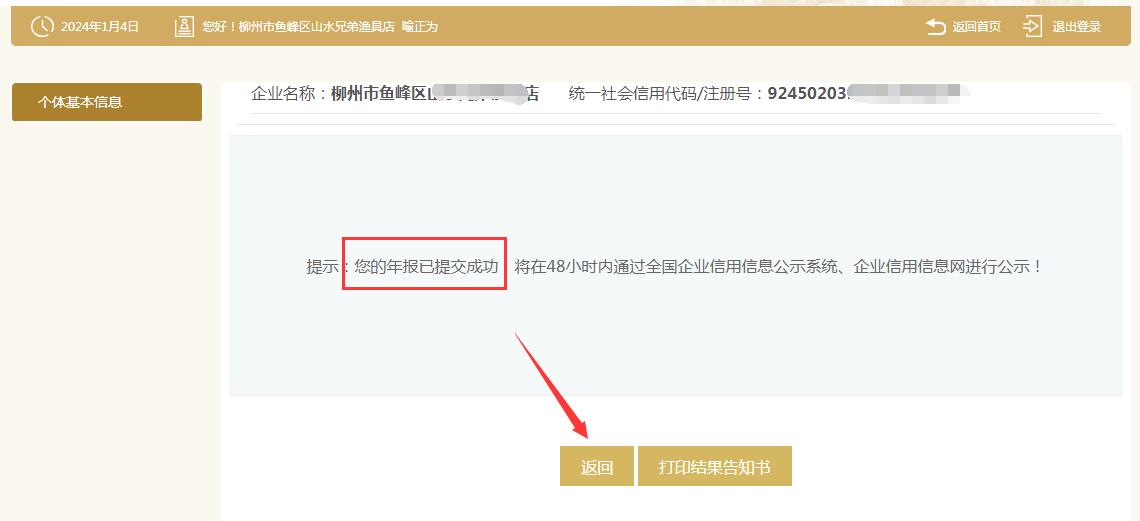 2024年1月4日 您好！柳州市鱼峰区山水兄弟渔具店 喻正为 返回首页 退出登录
个体基本信息
企业名称：柳州市鱼峰区 店 统一社会信用代码/注册号：92450203
提示：您的年报已提交成功 将在48小时内通过全国企业信用信息公示系统、企业信用信息网进行公示！
返回 打印结果告知书